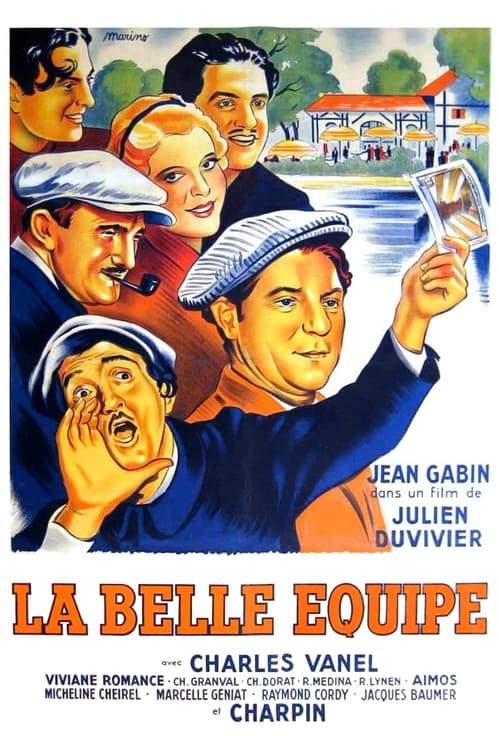 marino
JEAN GABIN
dans un film de
JULIEN
DUVIVIER
LA BELLE EQUIPE
avec CHARLES VANEL
VIVIANE ROMANCE - CH. GRANVAL - CH. DORAT - R. MEDINA - R. LYNEN - AIMOS
MICHELINE CHEIREL - MARCELLE GENIAT - RAYMOND CORDY - JACQUES BAUMER
et CHARPIN